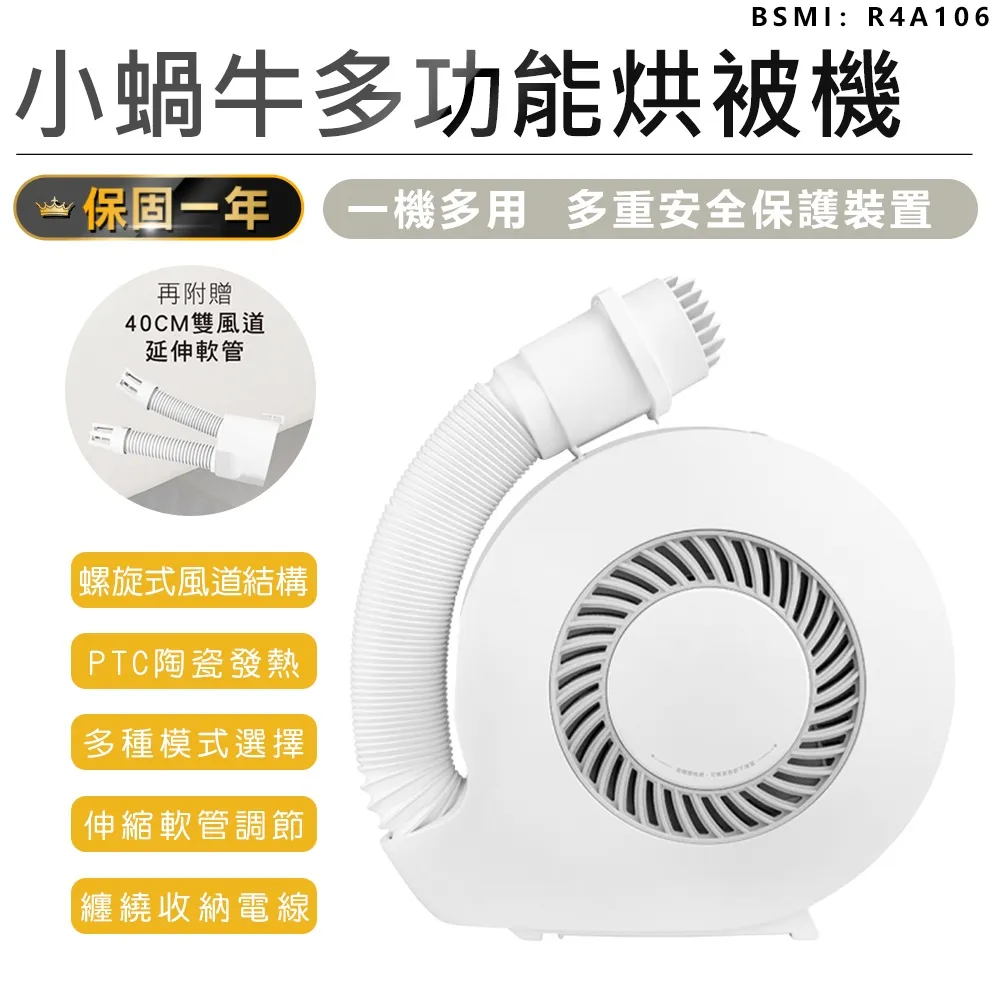 BSMI: R4A106
小蝸牛多功能烘被機
保固一年
一機多用 多重安全保護裝置
再附贈
40CM雙風道
延伸軟管
螺旋式風道結構
PTC陶瓷發熱
多種模式選擇
伸縮軟管調節
纏繞收納電線